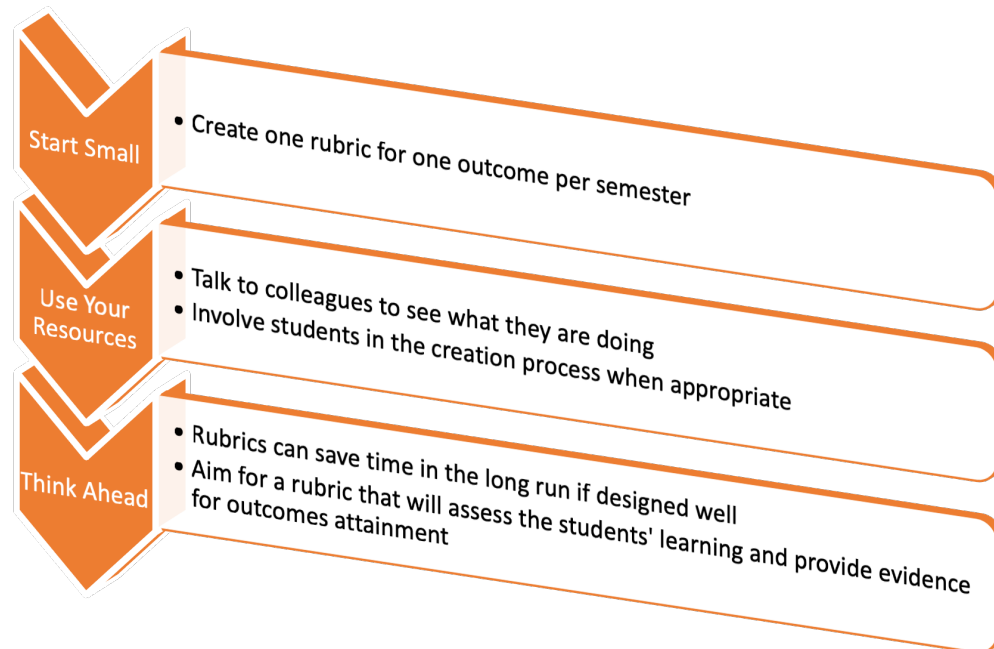 Start Small
• Create one rubric for one outcome per semester
Use Your
Resources
• Talk to colleagues to see what they are doing
• Involve students in the creation process when appropriate
Think Ahead
• Rubrics can save time in the long run if designed well
• Aim for a rubric that will assess the students' learning and provide evidence
for outcomes attainment